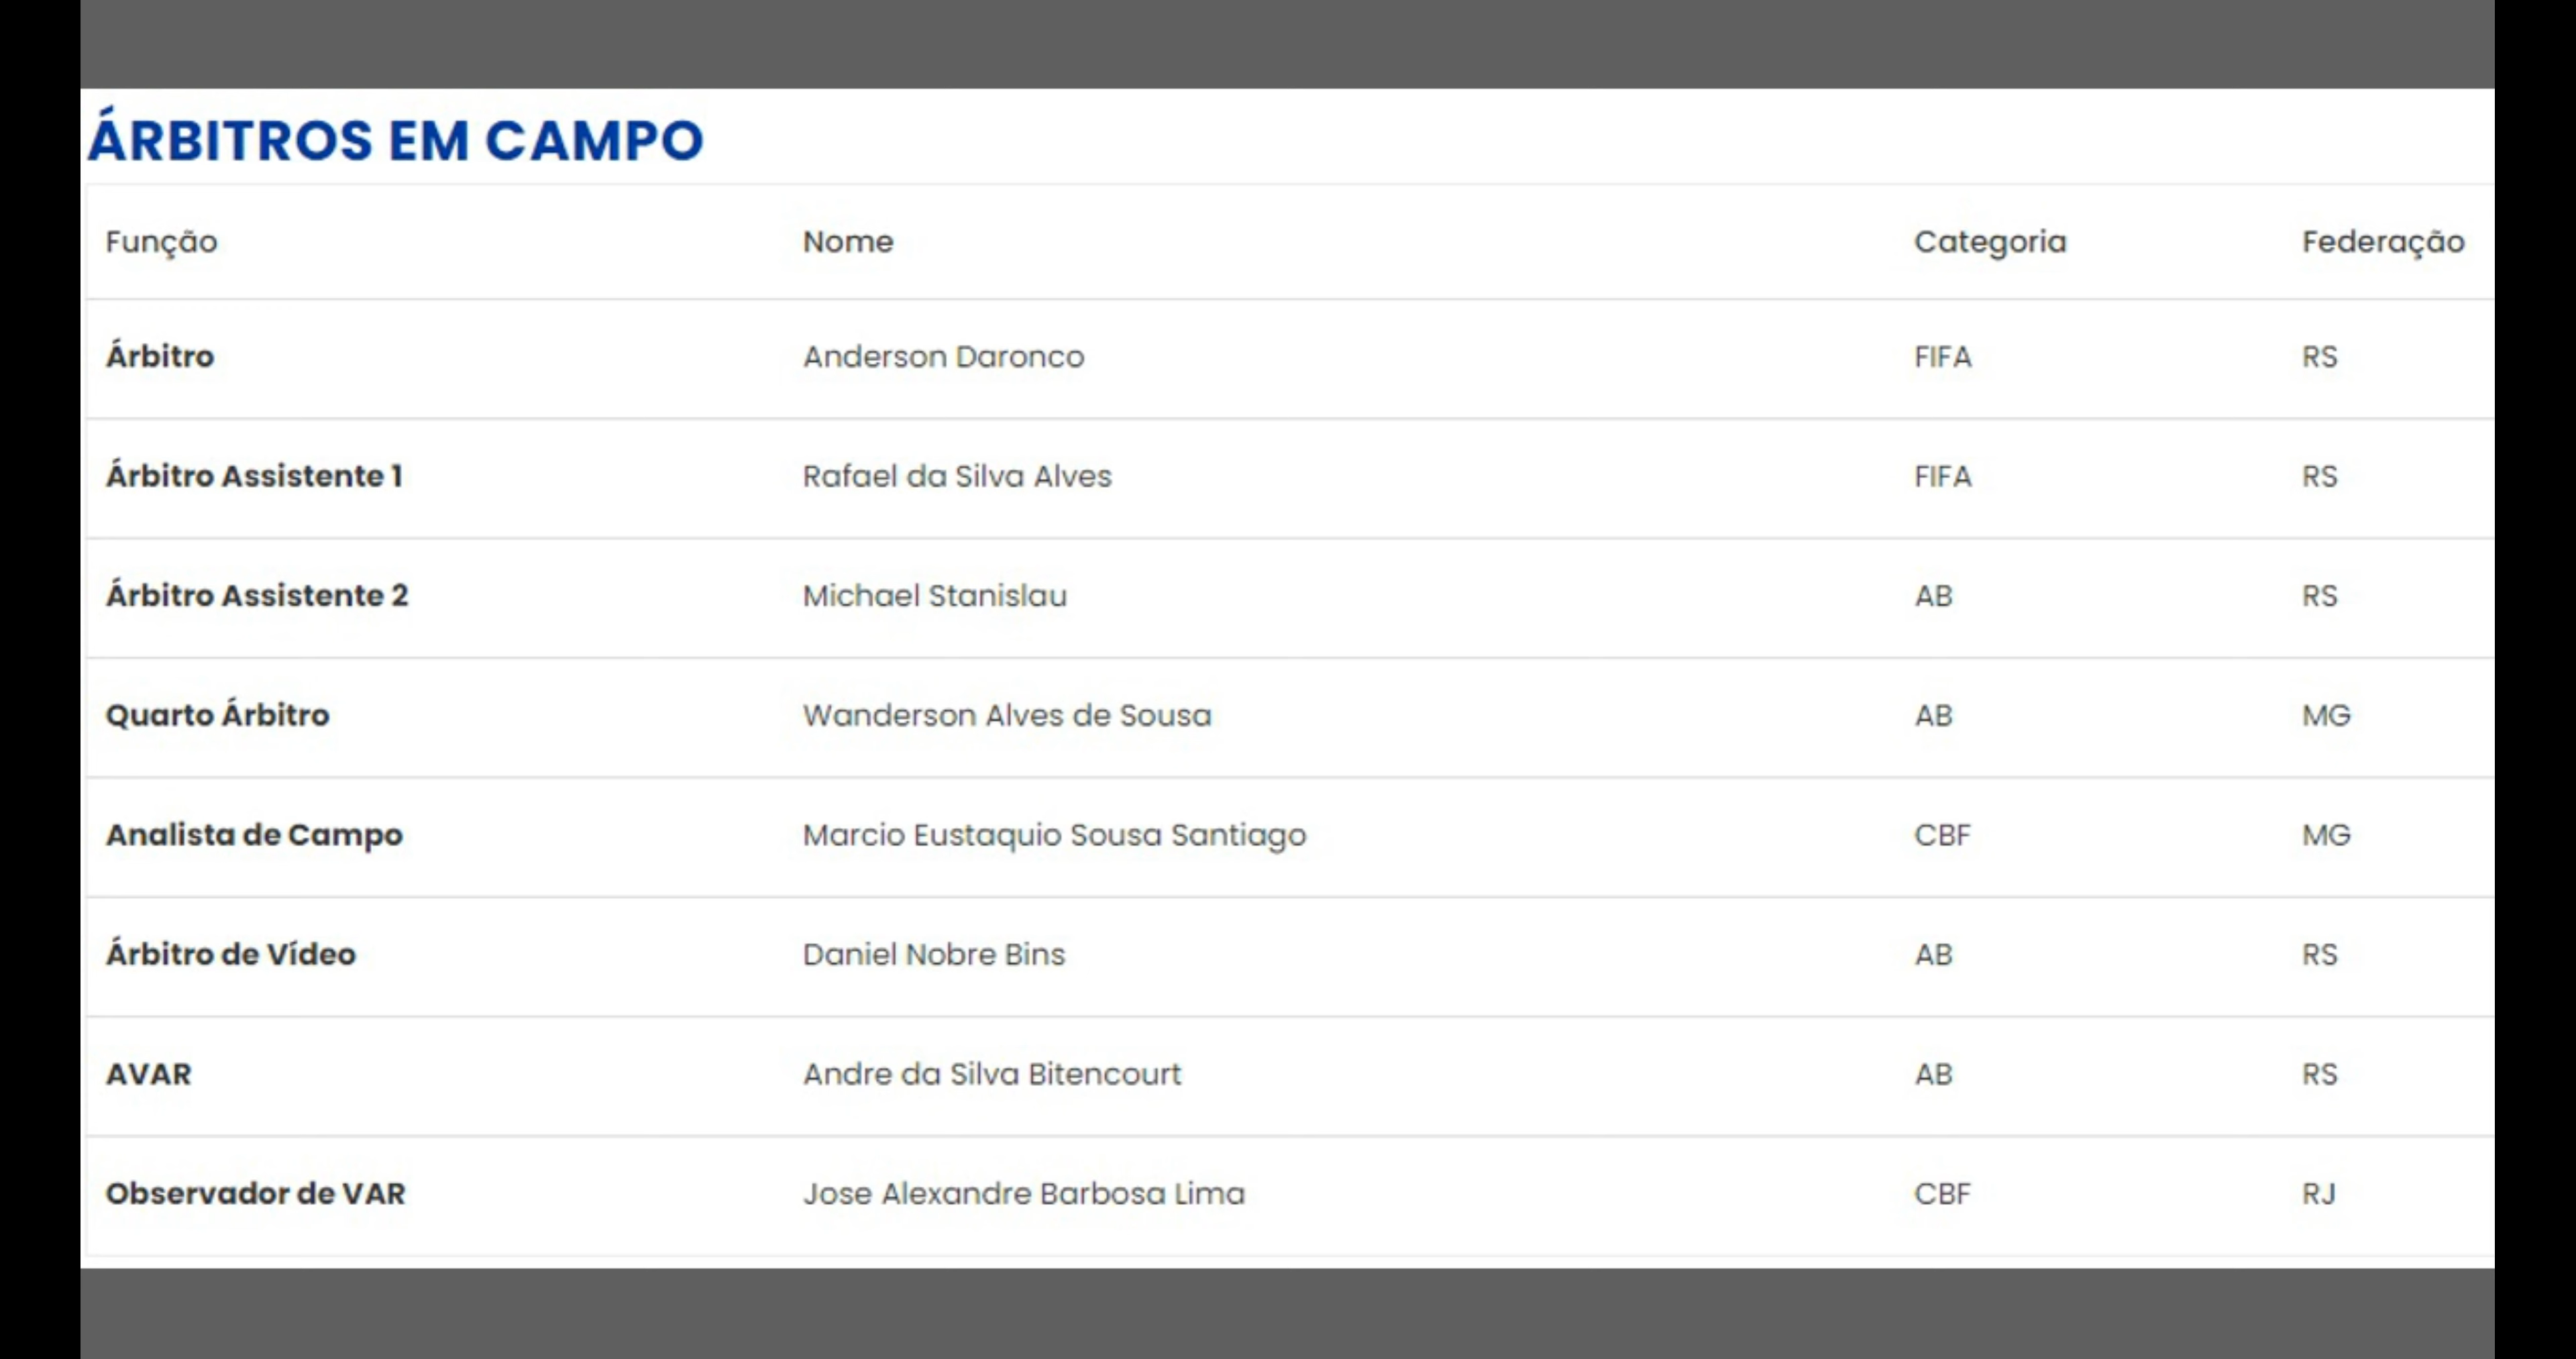 ÁRBITROS EM CAMPO
Função Nome Categoria Federação
Árbitro Anderson Daronco FIFA RS
Árbitro Assistente 1 Rafael da Silva Alves FIFA RS
Árbitro Assistente 2 Michael Stanislau AB RS
Quarto Árbitro Wanderson Alves de Sousa AB MG
Analista de Campo Marcio Eustaquio Sousa Santiago CBF MG
Árbitro de Vídeo Daniel Nobre Bins AB RS
AVAR Andre da Silva Bitencourt AB RS
Observador de VAR Jose Alexandre Barbosa Lima CBF RJ